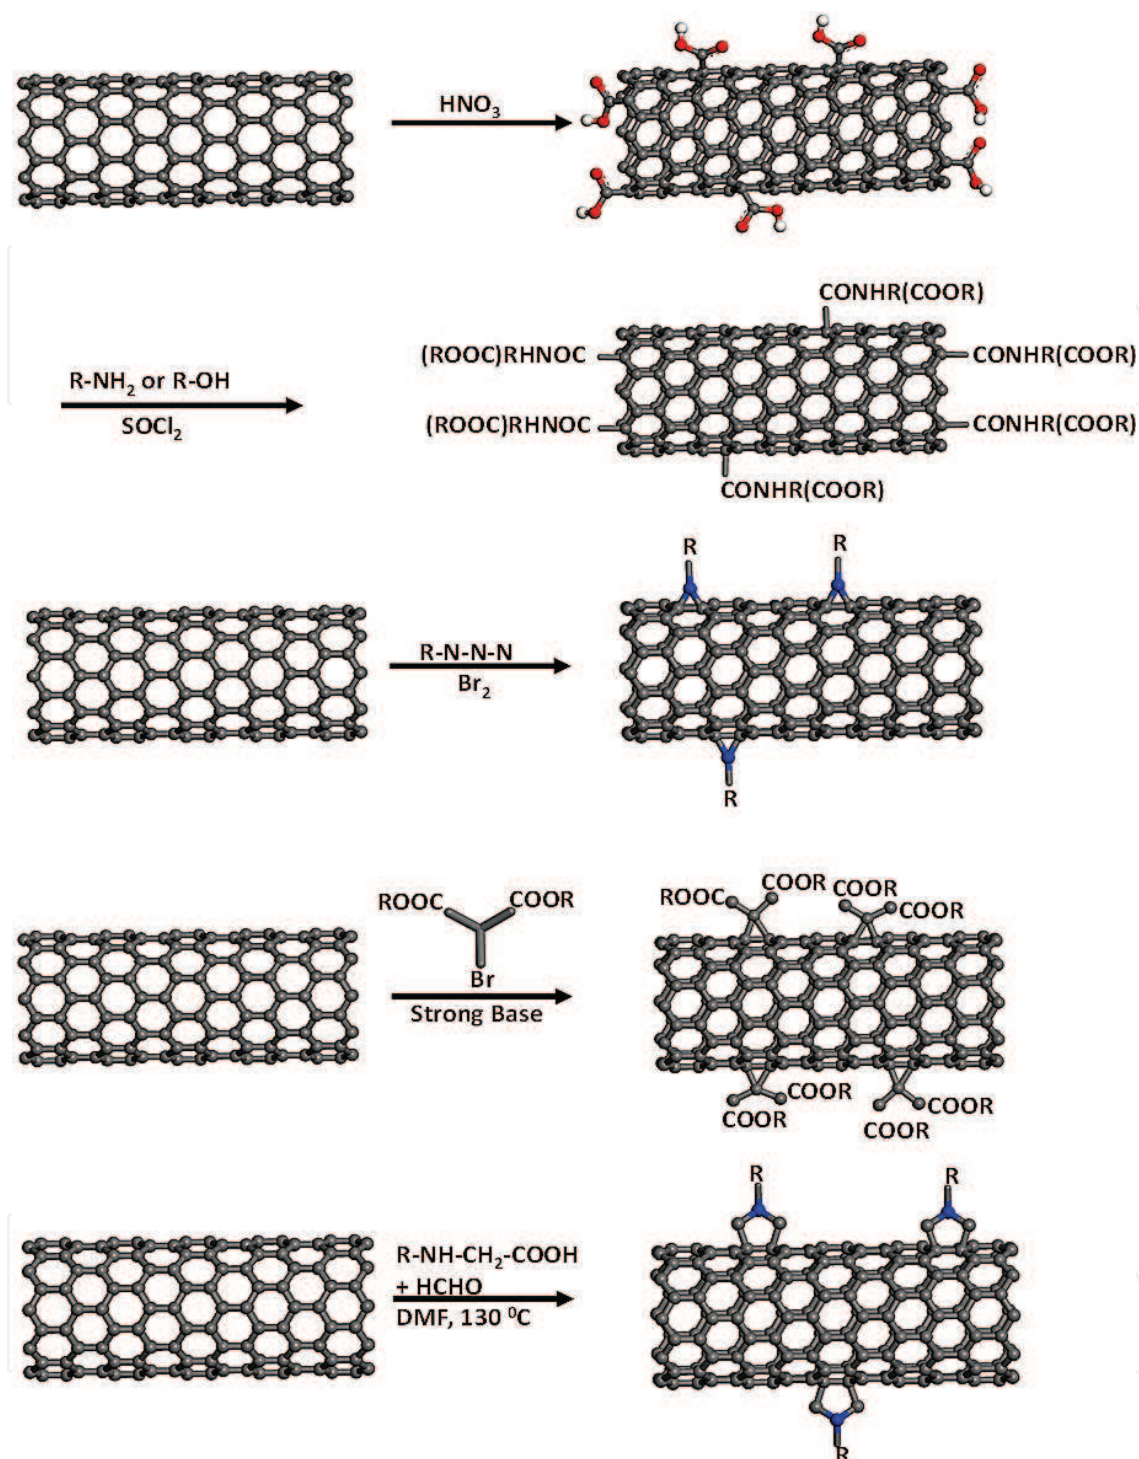 HNO₃
CONHR(COOR)
(ROOC)RHNOC
CONHR(COOR)
R-NH₂ or R-OH
SOCl₂
(ROOC)RHNOC
CONHR(COOR)
CONHR(COOR)
R
R
R-N-N-N
Br₂
R
ROOC
COOR
Br
Strong Base
ROOC
COOR
COOR
COOR
COOR
COOR
COOR
COOR
R
R
R-NH-CH₂-COOH
+ HCHO
DMF, 130 ⁰C
R